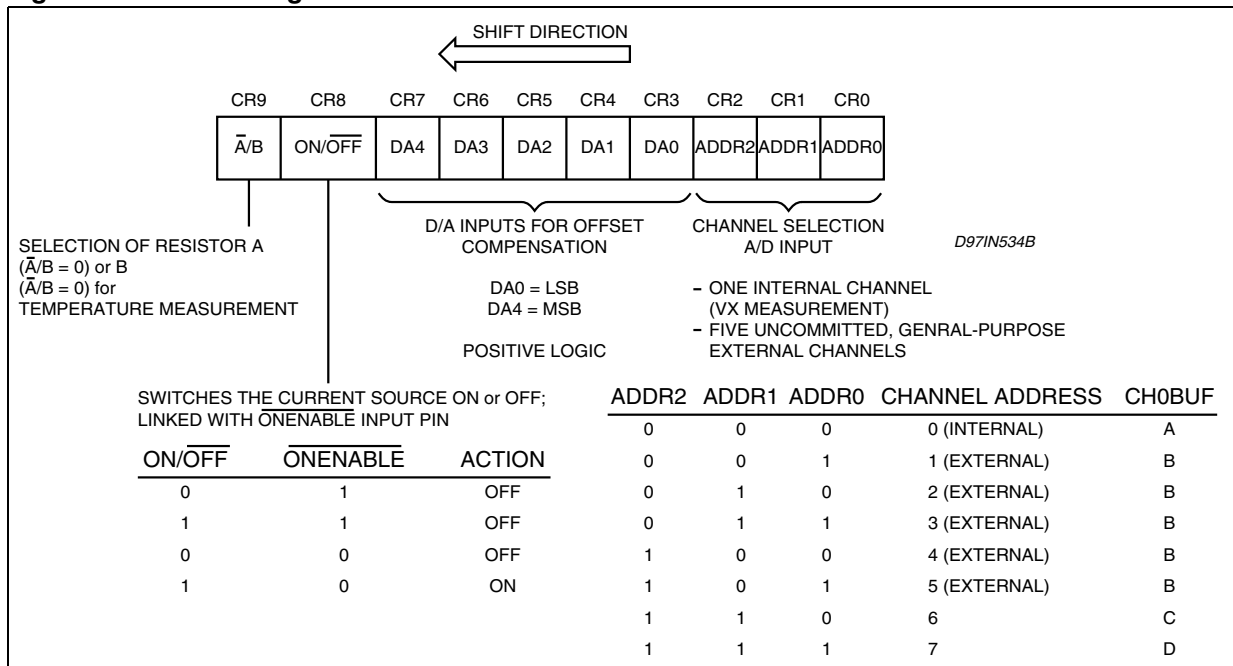 SHIFT DIRECTION
CR9 CR8 CR7 CR6 CR5 CR4 CR3 CR2 CR1 CR0
A̅/B ON/O̅F̅F̅ DA4 DA3 DA2 DA1 DA0 ADDR2 ADDR1 ADDR0
SELECTION OF RESISTOR A
(A̅/B = 0) or B
(A̅/B = 0) for
TEMPERATURE MEASUREMENT
D/A INPUTS FOR OFFSET
COMPENSATION
DA0 = LSB
DA4 = MSB
POSITIVE LOGIC
CHANNEL SELECTION
A/D INPUT
– ONE INTERNAL CHANNEL
(VX MEASUREMENT)
– FIVE UNCOMMITTED, GENRAL-PURPOSE
EXTERNAL CHANNELS
D97IN534B
SWITCHES THE CURRENT SOURCE ON or OFF;
LINKED WITH O̅N̅E̅N̅A̅B̅L̅E̅ INPUT PIN
ON/O̅F̅F̅ O̅N̅E̅N̅A̅B̅L̅E̅ ACTION
0 1 OFF
1 1 OFF
0 0 OFF
1 0 ON
ADDR2 ADDR1 ADDR0 CHANNEL ADDRESS CH0BUF
0 0 0 0 (INTERNAL) A
0 0 1 1 (EXTERNAL) B
0 1 0 2 (EXTERNAL) B
0 1 1 3 (EXTERNAL) B
1 0 0 4 (EXTERNAL) B
1 0 1 5 (EXTERNAL) B
1 1 0 6 C
1 1 1 7 D